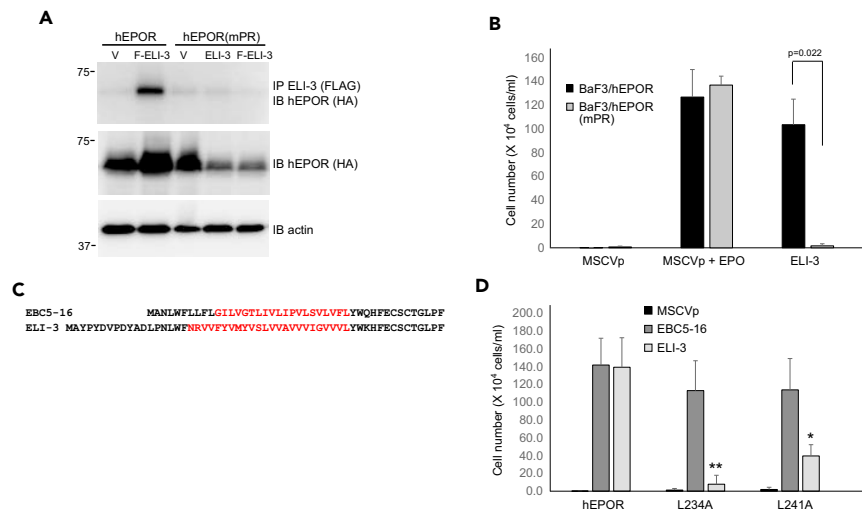 A
hEPOR hEPOR(mPR)
V F-ELI-3 V ELI-3 F-ELI-3
75-
IP ELI-3 (FLAG)
IB hEPOR (HA)
75-
IB hEPOR (HA)
IB actin
37-
B
Cell number (X 10⁴ cells/ml)
160
140
120
100
80
60
40
20
0
BaF3/hEPOR
BaF3/hEPOR
(mPR)
p=0.022
MSCVp MSCVp + EPO ELI-3
C
EBC5-16 MANLWFLLFLGILVGTLIVLIPVLSVLVFLYWQHFECSCTGLPF
ELI-3 MAYPYDVPDYADLPNLWFNRVVFYVMYVSLVVAVVVIGVVVLYWKHFECSCTGLPF
D
Cell number (X 10⁴ cells/ml)
200.0
180.0
160.0
140.0
120.0
100.0
80.0
60.0
40.0
20.0
0.0
MSCVp
EBC5-16
ELI-3
**
*
hEPOR L234A L241A